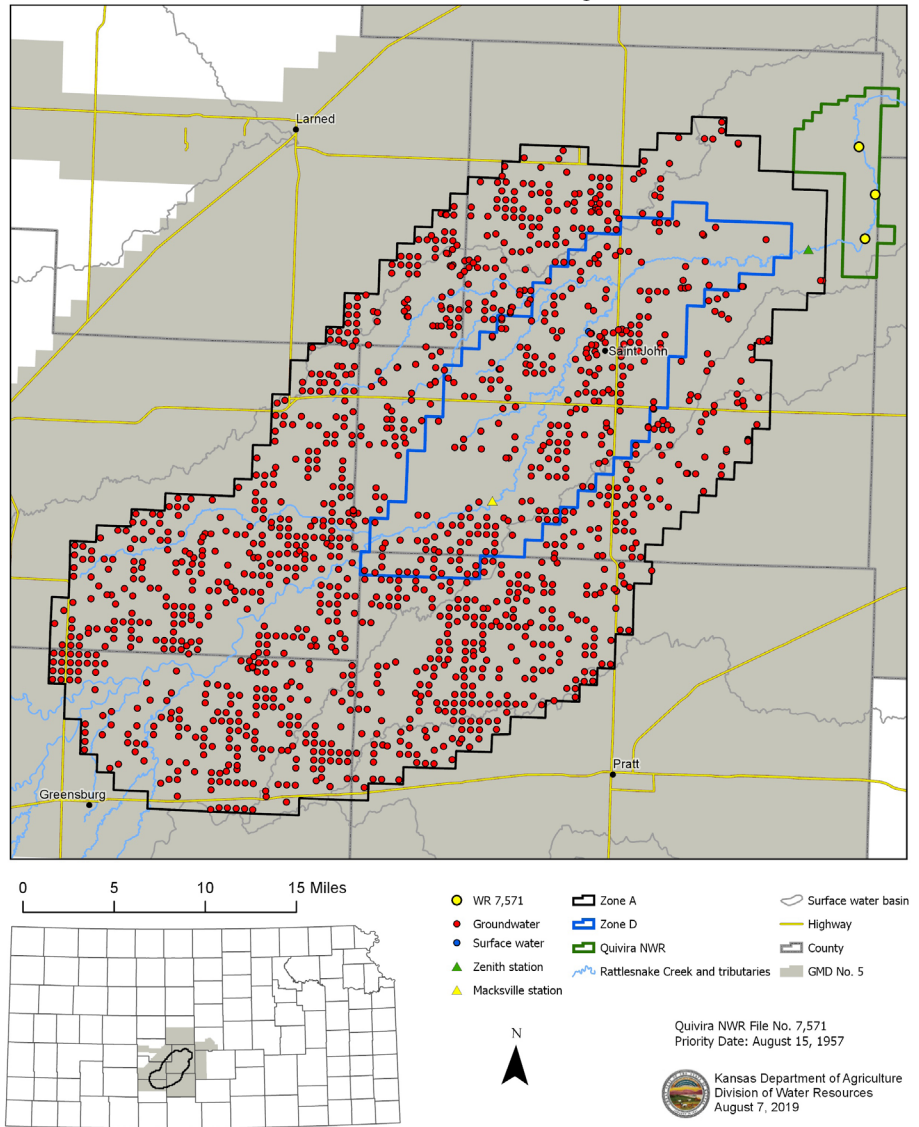 Larned
Saint John
Pratt
Greensburg
0 5 10 15 Miles
WR 7,571
Groundwater
Surface water
Zenith station
Macksville station
Zone A
Zone D
Quivira NWR
Rattlesnake Creek and tributaries
Surface water basin
Highway
County
GMD No. 5
N
Quivira NWR File No. 7,571
Priority Date: August 15, 1957
Kansas Department of Agriculture
Division of Water Resources
August 7, 2019